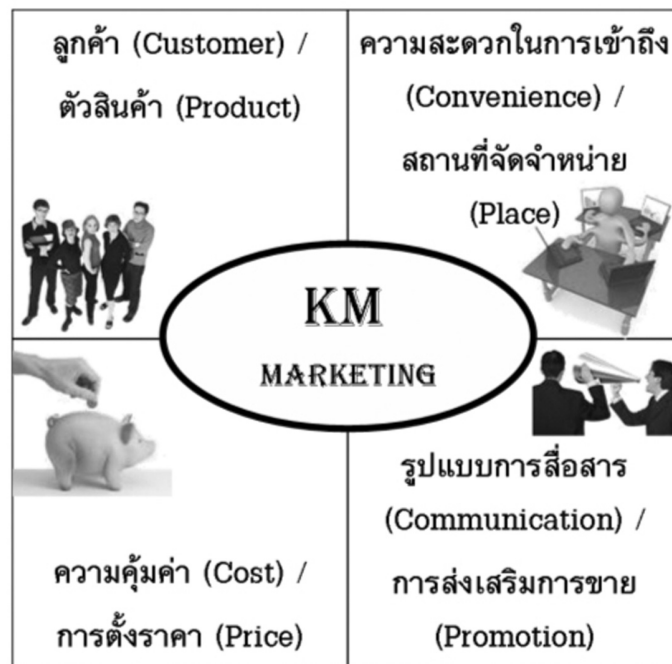 ลูกค้า (Customer) /
ตัวสินค้า (Product)
ความสะดวกในการเข้าถึง
(Convenience) /
สถานที่จัดจำหน่าย
(Place)
KM
MARKETING
ความคุ้มค่า (Cost) /
การตั้งราคา (Price)
รูปแบบการสื่อสาร
(Communication) /
การส่งเสริมการขาย
(Promotion)